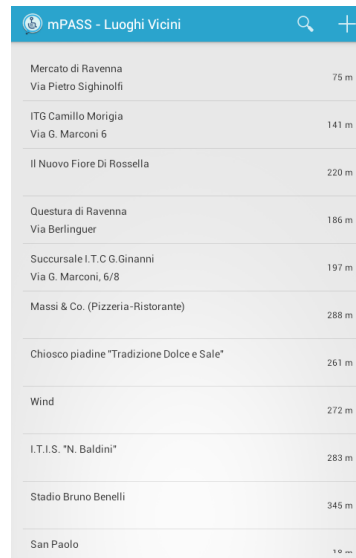 mPASS - Luoghi Vicini
Mercato di Ravenna
Via Pietro Sighinolfi
75 m
ITG Camillo Morigia
Via G. Marconi 6
141 m
Il Nuovo Fiore Di Rossella
220 m
Questura di Ravenna
Via Berlinguer
186 m
Succursale I.T.C G.Ginanni
Via G. Marconi, 6/8
197 m
Massi & Co. (Pizzeria-Ristorante)
288 m
Chiosco piadine "Tradizione Dolce e Sale"
261 m
Wind
272 m
I.T.I.S. "N. Baldini"
283 m
Stadio Bruno Benelli
345 m
San Paolo